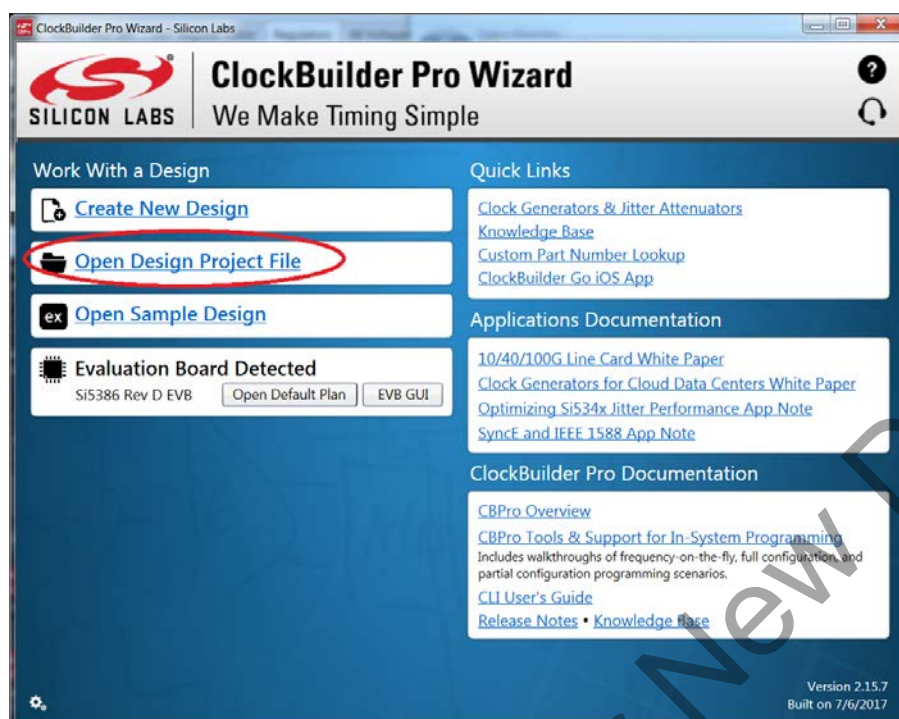 ClockBuilder Pro Wizard - Silicon Labs
SILICON LABS
ClockBuilder Pro Wizard
We Make Timing Simple
?
Work With a Design
Create New Design
Open Design Project File
ex Open Sample Design
Evaluation Board Detected
Si5386 Rev D EVB Open Default Plan EVB GUI
Quick Links
Clock Generators & Jitter Attenuators
Knowledge Base
Custom Part Number Lookup
ClockBuilder Go iOS App
Applications Documentation
10/40/100G Line Card White Paper
Clock Generators for Cloud Data Centers White Paper
Optimizing Si534x Jitter Performance App Note
SyncE and IEEE 1588 App Note
ClockBuilder Pro Documentation
CBPro Overview
CBPro Tools & Support for In-System Programming
Includes walkthroughs of frequency-on-the-fly, full configuration, and
partial configuration programming scenarios.
CLI User's Guide
Release Notes • Knowledge Base
Version 2.15.7
Built on 7/6/2017
New